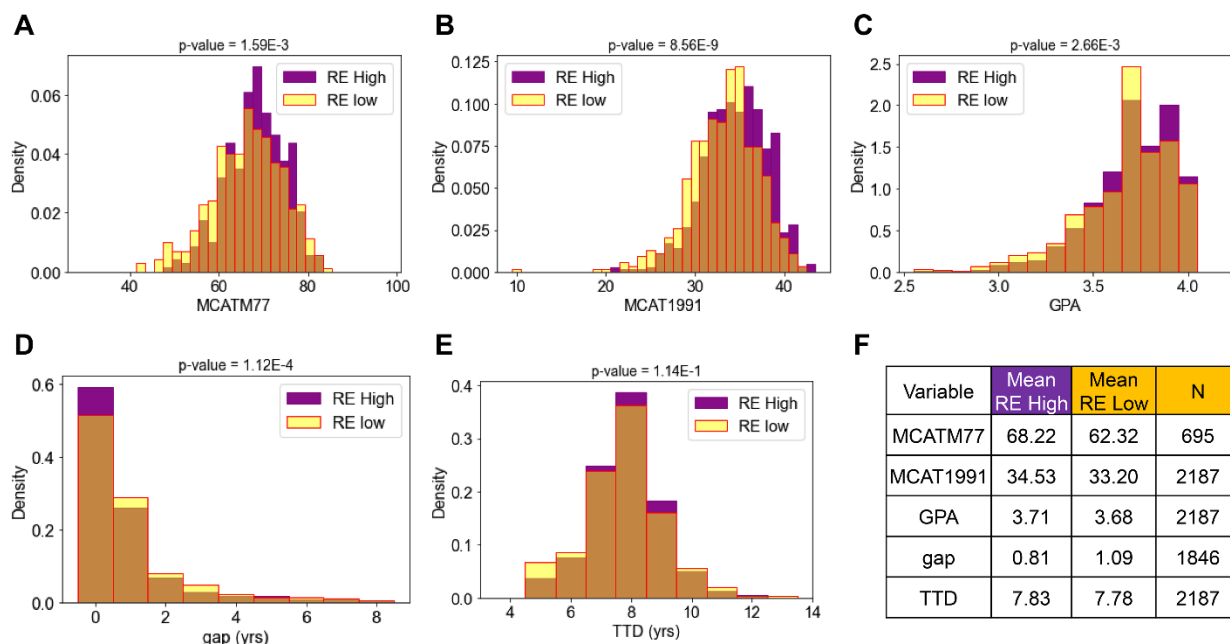 A
p-value = 1.59E-3
RE High
RE low
Density
0.06
0.04
0.02
0.00
40
60
80
100
MCATM77
B
p-value = 8.56E-9
RE High
RE low
Density
0.125
0.100
0.075
0.050
0.025
0.000
10
20
30
40
MCAT1991
C
p-value = 2.66E-3
RE High
RE low
Density
2.5
2.0
1.5
1.0
0.5
0.0
2.5
3.0
3.5
4.0
GPA
D
p-value = 1.12E-4
RE High
RE low
Density
0.6
0.4
0.2
0.0
0
2
4
6
8
gap (yrs)
E
p-value = 1.14E-1
RE High
RE low
Density
0.4
0.3
0.2
0.1
0.0
4
6
8
10
12
14
TTD (yrs)
F
Variable Mean RE High Mean RE Low N
MCATM77 68.22 62.32 695
MCAT1991 34.53 33.20 2187
GPA 3.71 3.68 2187
gap 0.81 1.09 1846
TTD 7.83 7.78 2187